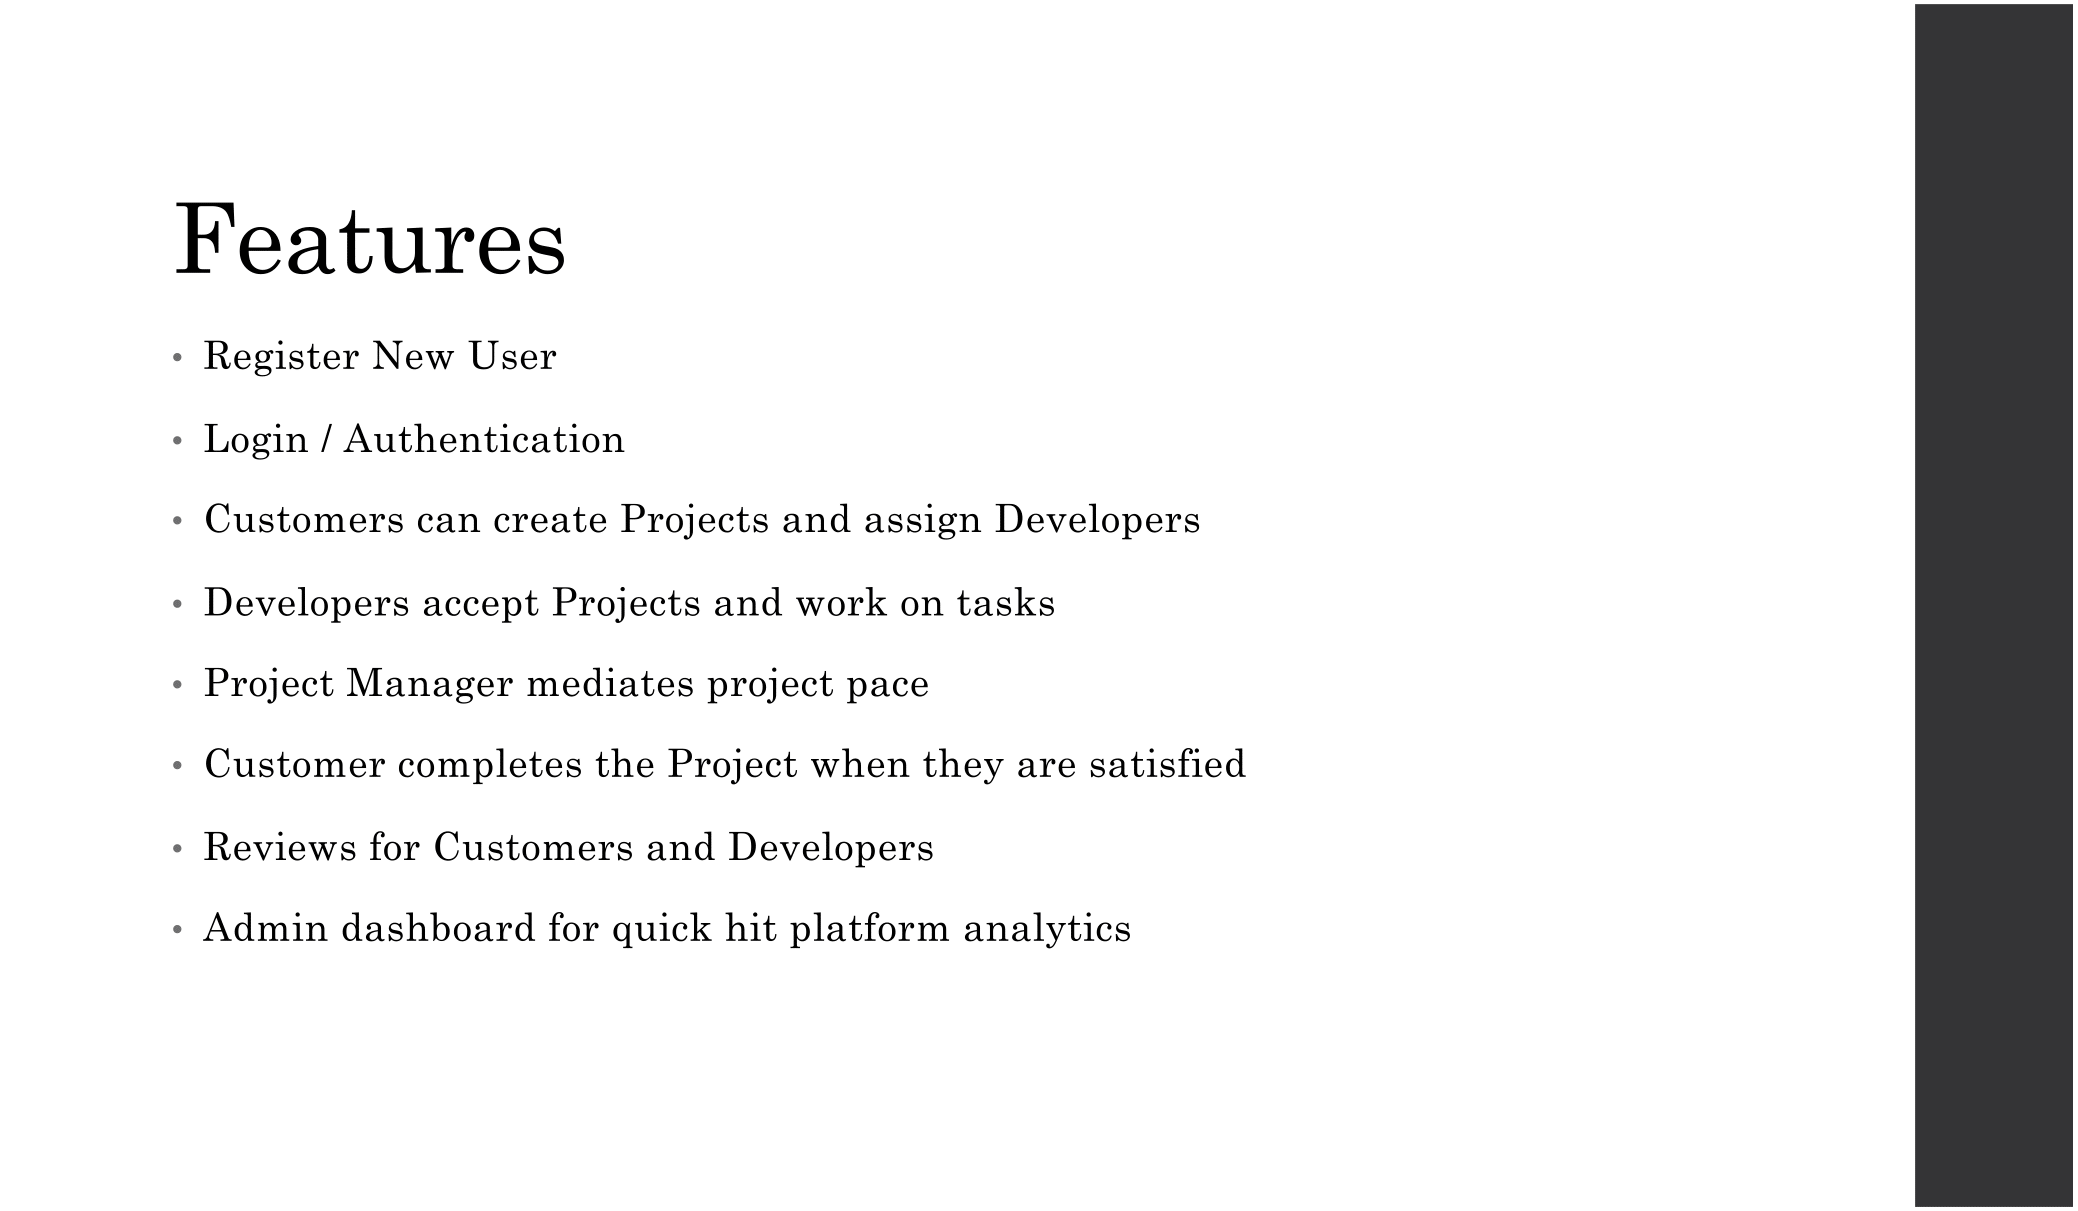 Features
• Register New User
• Login / Authentication
• Customers can create Projects and assign Developers
• Developers accept Projects and work on tasks
• Project Manager mediates project pace
• Customer completes the Project when they are satisfied
• Reviews for Customers and Developers
• Admin dashboard for quick hit platform analytics